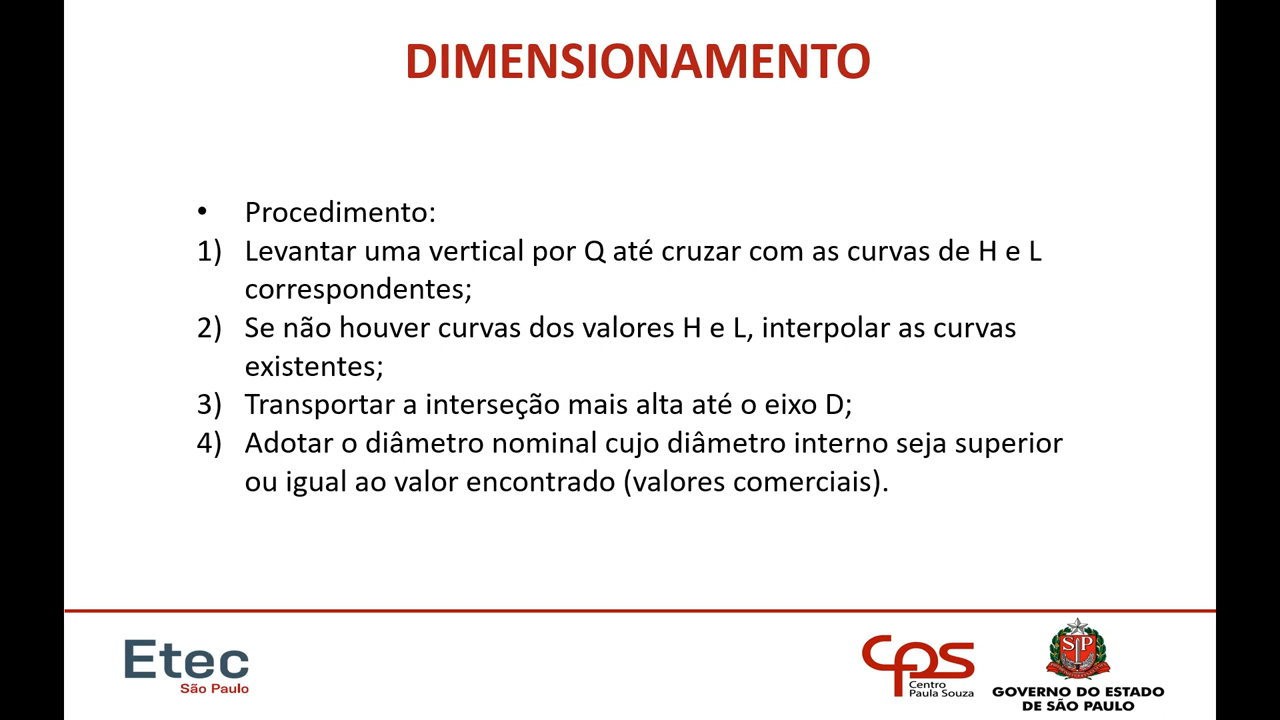 DIMENSIONAMENTO
• Procedimento:
1) Levantar uma vertical por Q até cruzar com as curvas de H e L
correspondentes;
2) Se não houver curvas dos valores H e L, interpolar as curvas
existentes;
3) Transportar a interseção mais alta até o eixo D;
4) Adotar o diâmetro nominal cujo diâmetro interno seja superior
ou igual ao valor encontrado (valores comerciais).
Etec
São Paulo
CPS
Centro
Paula Souza
SP
GOVERNO DO ESTADO
DE SÃO PAULO